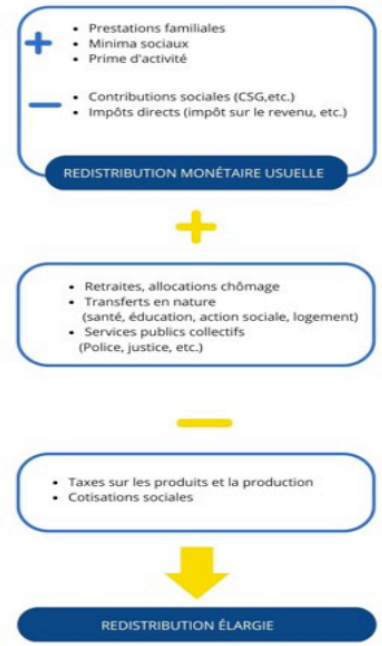 +
• Prestations familiales
• Minima sociaux
• Prime d'activité
—
• Contributions sociales (CSG,etc.)
• Impôts directs (impôt sur le revenu, etc.)
REDISTRIBUTION MONÉTAIRE USUELLE
+
• Retraites, allocations chômage
• Transferts en nature
(santé, éducation, action sociale, logement)
• Services publics collectifs
(Police, justice, etc.)
—
• Taxes sur les produits et la production
• Cotisations sociales
REDISTRIBUTION ÉLARGIE